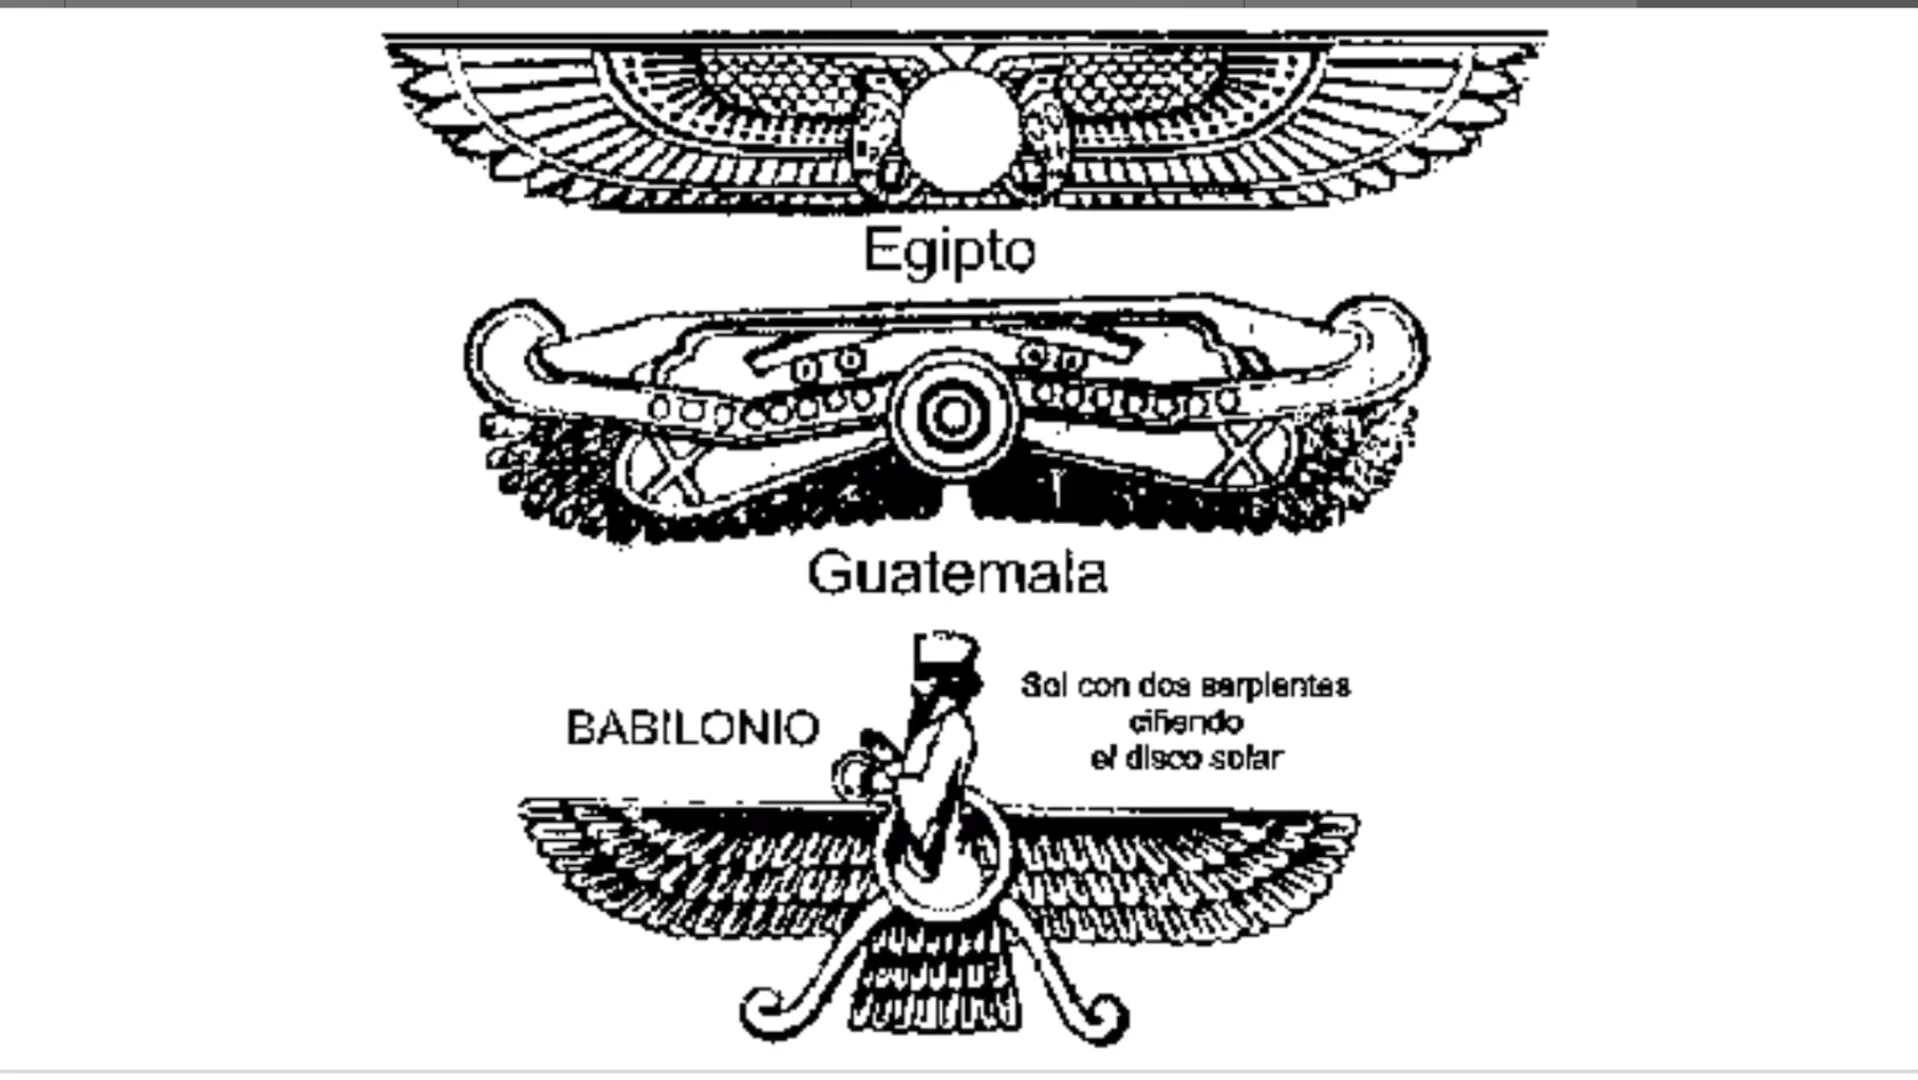 Egipto
Guatemala
BABILONIO
Sol con dos serpientes
ciñendo
el disco solar